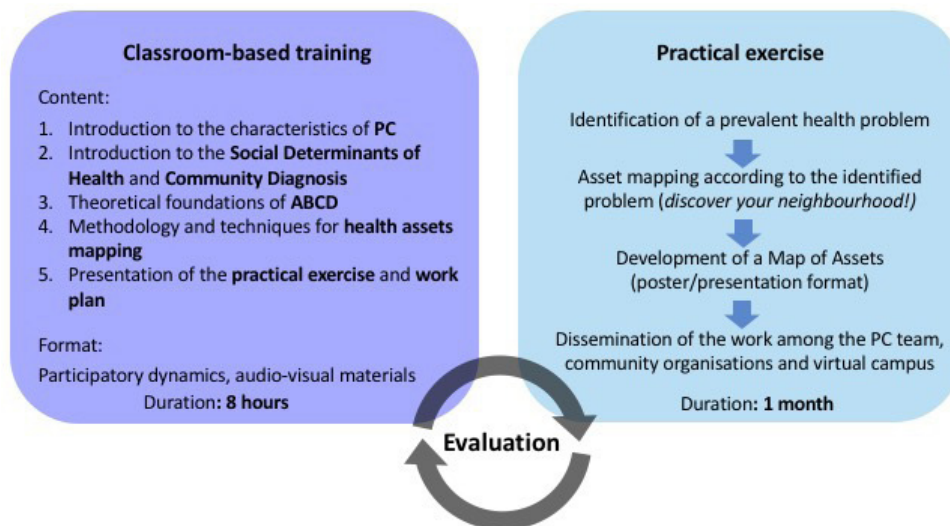 Classroom-based training
Content:
1. Introduction to the characteristics of PC
2. Introduction to the Social Determinants of
Health and Community Diagnosis
3. Theoretical foundations of ABCD
4. Methodology and techniques for health assets
mapping
5. Presentation of the practical exercise and work
plan
Format:
Participatory dynamics, audio-visual materials
Duration: 8 hours
Practical exercise
Identification of a prevalent health problem
Asset mapping according to the identified
problem (discover your neighbourhood!)
Development of a Map of Assets
(poster/presentation format)
Dissemination of the work among the PC team,
community organisations and virtual campus
Duration: 1 month
Evaluation